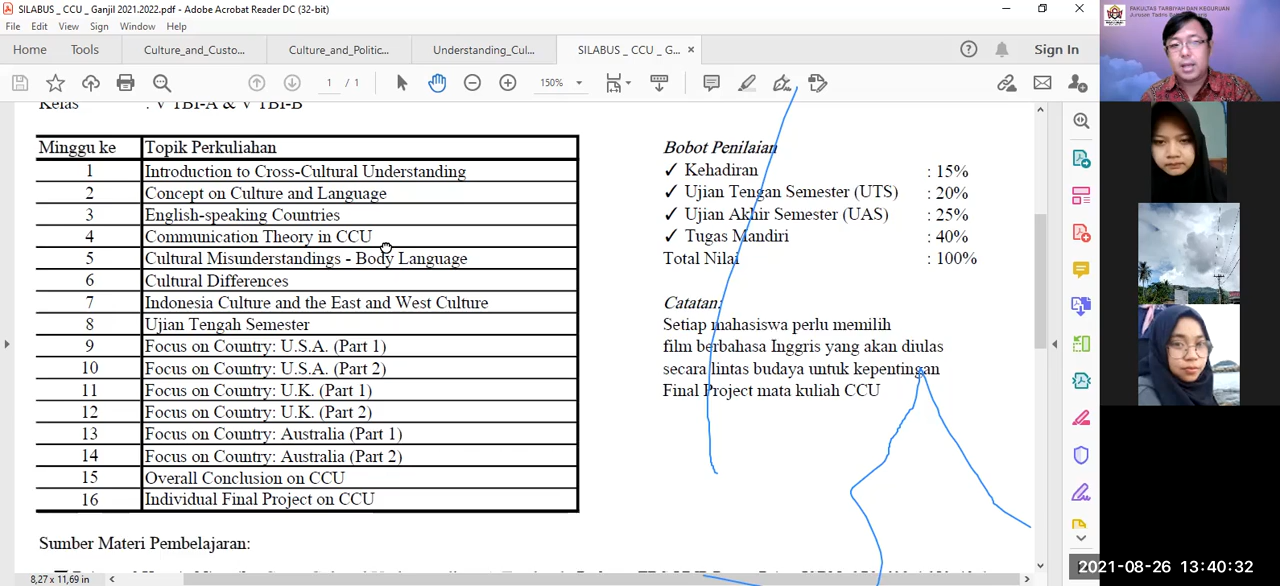 SILABUS _ CCU _ Ganjil 2021.2022.pdf - Adobe Acrobat Reader DC (32-bit)
File Edit View Sign Window Help
Home Tools Culture_and_Custo... Culture_and_Politic... Understanding_Cul... SILABUS _ CCU _ G... × Sign In
1 / 1 150%
Kelas : V TBI-A & V TBI-B
Minggu ke Topik Perkuliahan
1 Introduction to Cross-Cultural Understanding
2 Concept on Culture and Language
3 English-speaking Countries
4 Communication Theory in CCU
5 Cultural Misunderstandings - Body Language
6 Cultural Differences
7 Indonesia Culture and the East and West Culture
8 Ujian Tengah Semester
9 Focus on Country: U.S.A. (Part 1)
10 Focus on Country: U.S.A. (Part 2)
11 Focus on Country: U.K. (Part 1)
12 Focus on Country: U.K. (Part 2)
13 Focus on Country: Australia (Part 1)
14 Focus on Country: Australia (Part 2)
15 Overall Conclusion on CCU
16 Individual Final Project on CCU
Sumber Materi Pembelajaran:
Bobot Penilaian
✓ Kehadiran : 15%
✓ Ujian Tengan Semester (UTS) : 20%
✓ Ujian Akhir Semester (UAS) : 25%
✓ Tugas Mandiri : 40%
Total Nilai : 100%
Catatan:
Setiap mahasiswa perlu memilih
film berbahasa Inggris yang akan diulas
secara lintas budaya untuk kepentingan
Final Project mata kuliah CCU
8,27 x 11,69 in
FAKULTAS TARBIYAH DAN KEGURUAN
2021-08-26 13:40:32